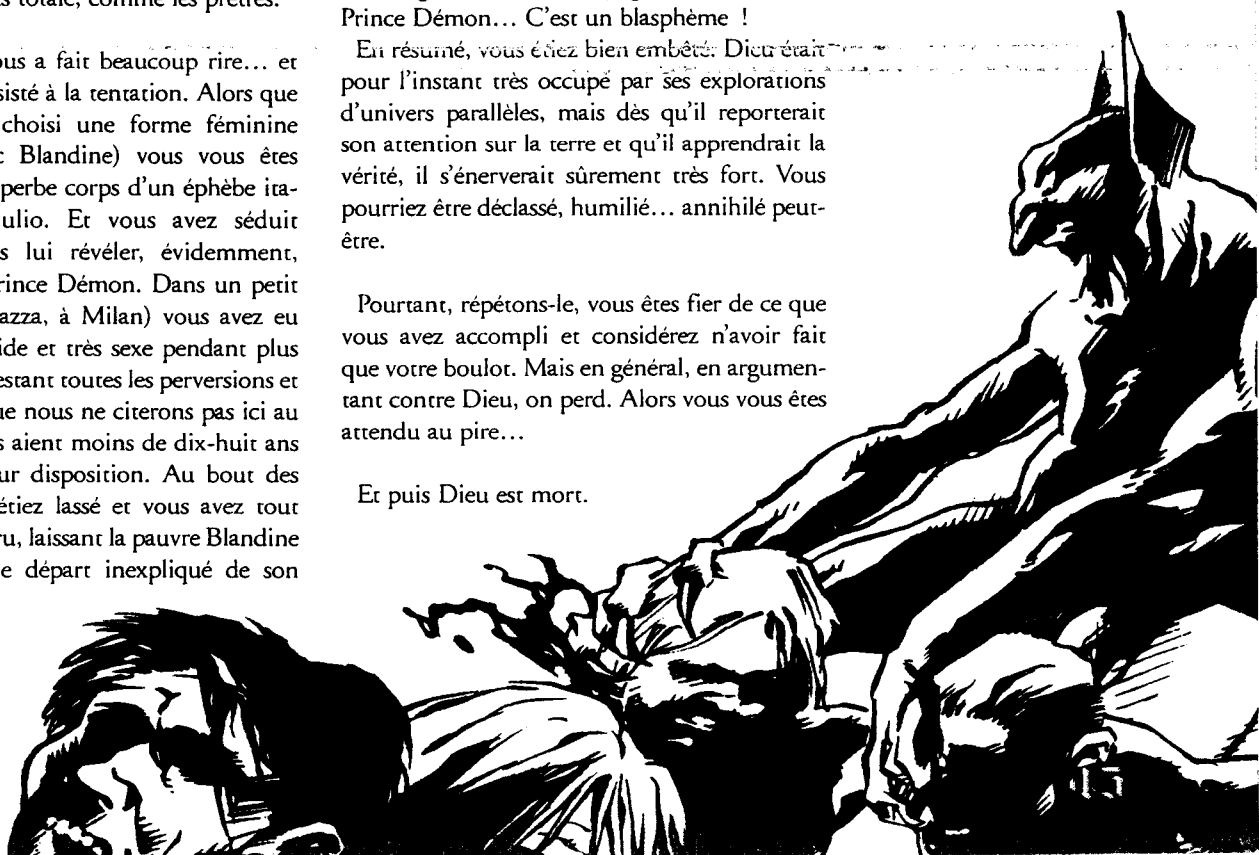 s totale, comme les prêtres.
ous a fait beaucoup rire... et
sisté à la tentation. Alors que
choisi une forme féminine
c Blandine) vous vous êtes
perbe corps d'un éphèbe ita-
ulio. Et vous avez séduit
s lui révéler, évidemment,
rince Démon. Dans un petit
azza, à Milan) vous avez eu
ide et très sexe pendant plus
estant toutes les perversions et
ue nous ne citerons pas ici au
s aient moins de dix-huit ans
ur disposition. Au bout des
étiez lassé et vous avez tout
ru, laissant la pauvre Blandine
e départ inexpliqué de son
Prince Démon... C'est un blasphème !
En résumé, vous étiez bien embêté. Dieu était
pour l'instant très occupé par ses explorations
d'univers parallèles, mais dès qu'il reporterait
son attention sur la terre et qu'il apprendrait la
vérité, il s'énerverait sûrement très fort. Vous
pourriez être déclassé, humilié... annihilé peut-
être.
Pourtant, répétons-le, vous êtes fier de ce que
vous avez accompli et considérez n'avoir fait
que votre boulot. Mais en général, en argumen-
tant contre Dieu, on perd. Alors vous vous êtes
attendu au pire...
Et puis Dieu est mort.